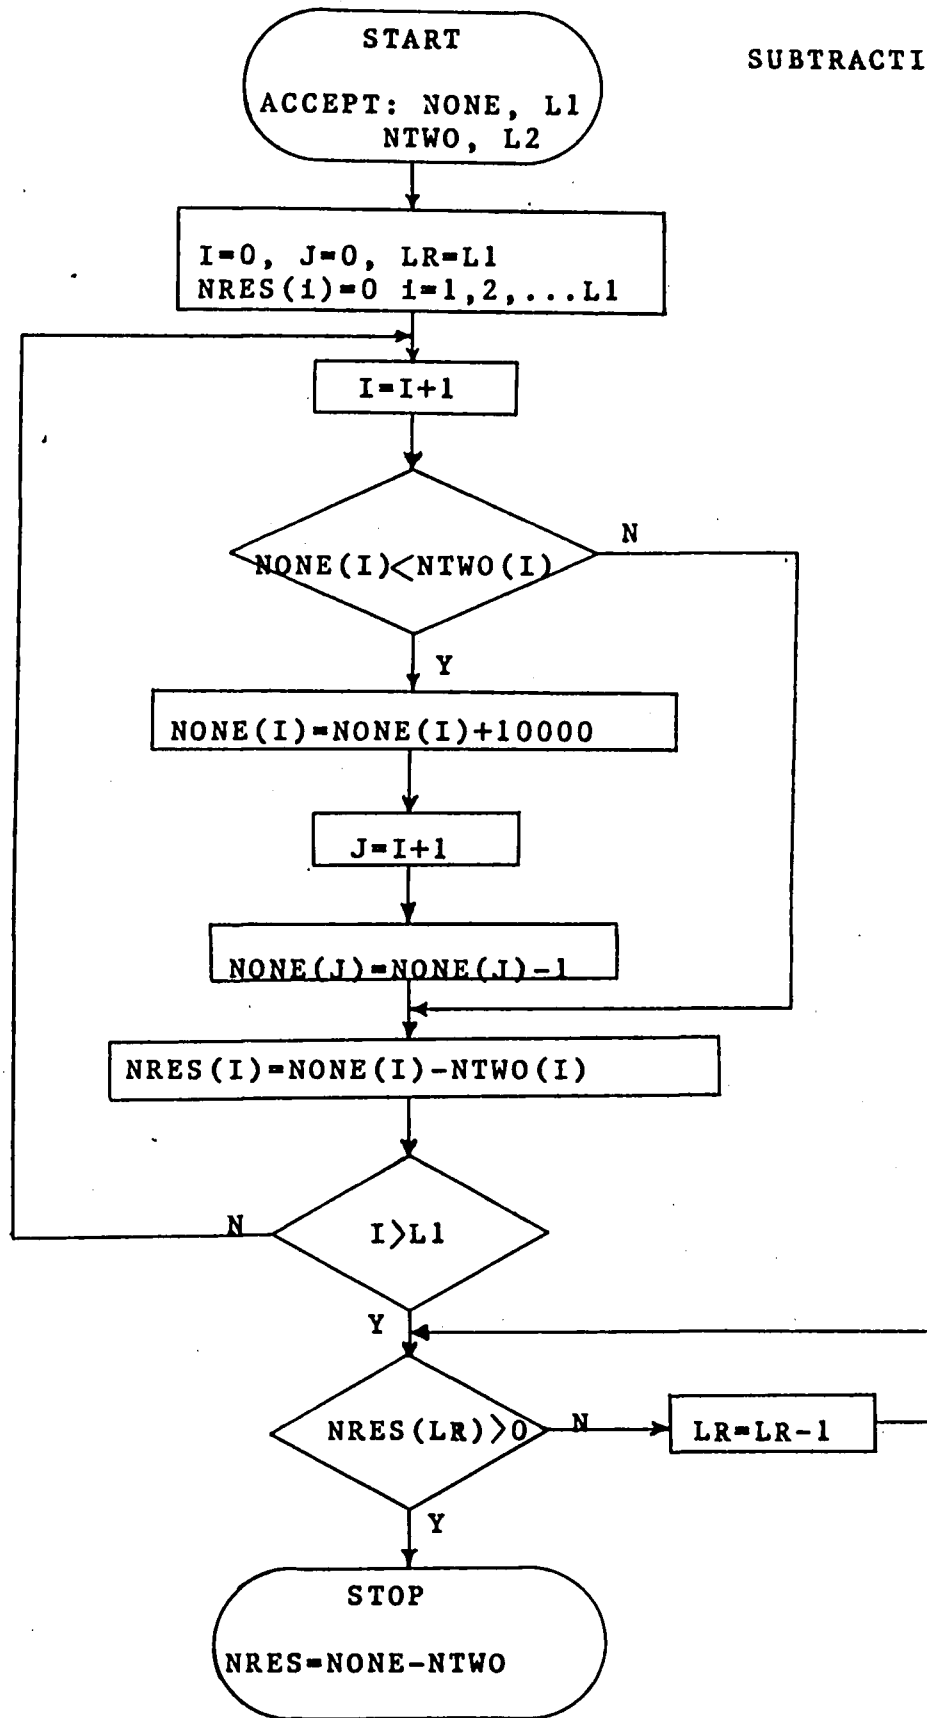 START
SUBTRACTI
ACCEPT: NONE, L1
NTWO, L2
I=0, J=0, LR=L1
NRES(i)=0 i=1,2,...L1
I=I+1
NONE(I)<NTWO(I)
N
Y
NONE(I)=NONE(I)+10000
J=I+1
NONE(J)=NONE(J)-1
NRES(I)=NONE(I)-NTWO(I)
N
I>L1
Y
NRES(LR)>0
N
LR=LR-1
Y
STOP
NRES=NONE-NTWO